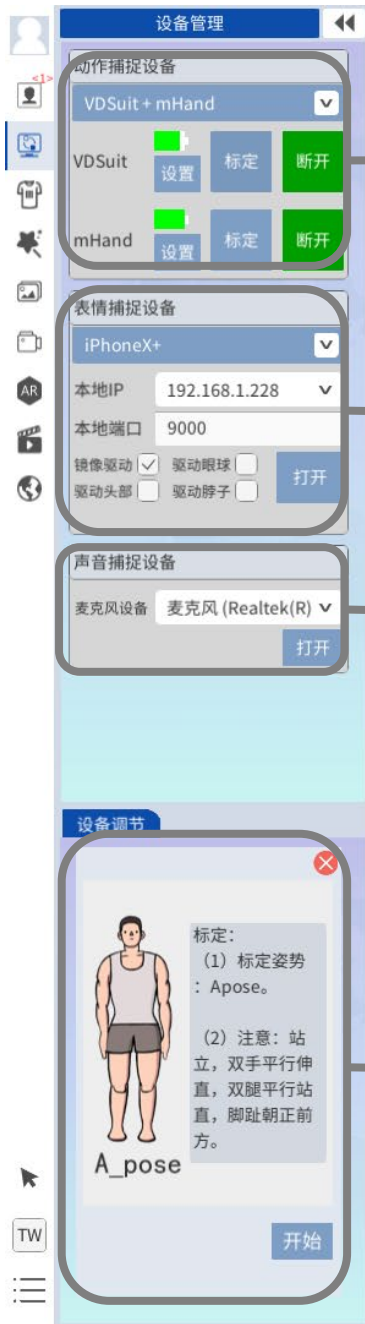 设备管理
<1>
动作捕捉设备
VDSuit + mHand
VDSuit
设置
标定
断开
mHand
设置
标定
断开
表情捕捉设备
iPhoneX+
本地IP
192.168.1.228
本地端口
9000
镜像驱动
驱动眼球
驱动头部
驱动脖子
打开
AR
声音捕捉设备
麦克风设备
麦克风 (Realtek(R)
打开
设备调节
标定：
（1）标定姿势
：Apose。
（2）注意：站
立，双手平行伸
直，双腿平行站
直，脚趾朝正前
方。
A_pose
TW
开始